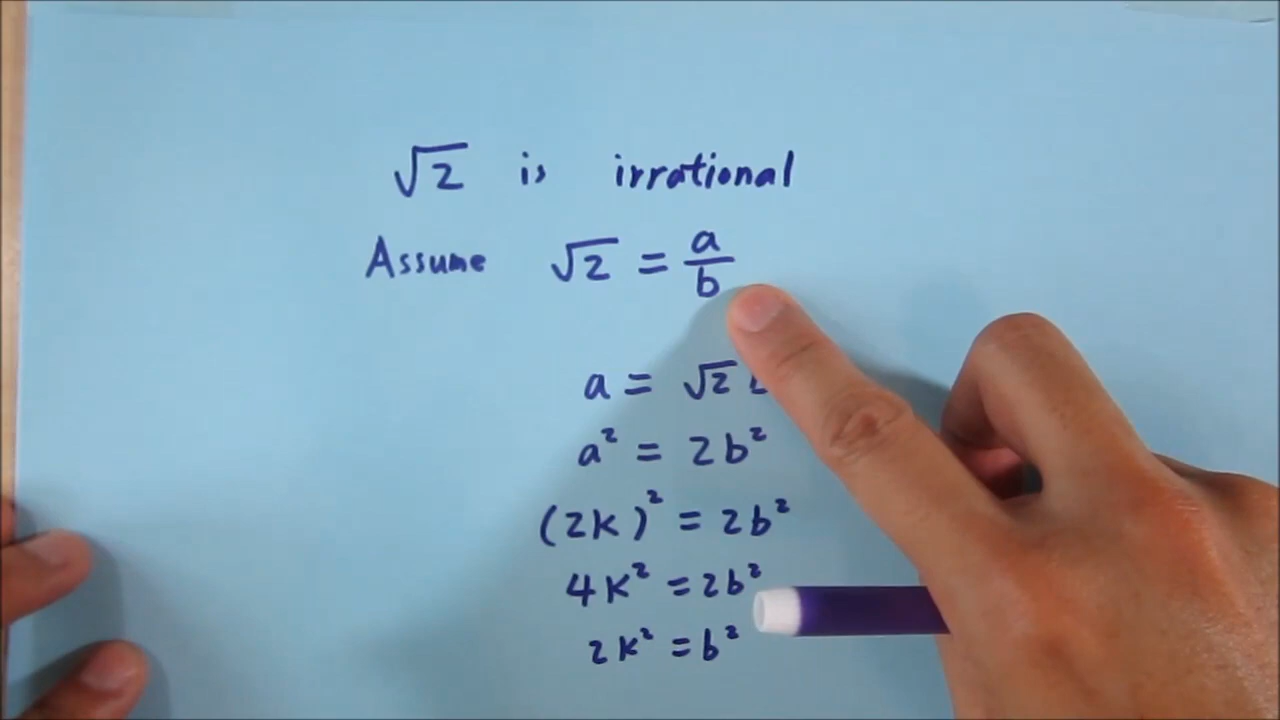 √2 is irrational
Assume √2 = a/b
a = √2
a² = 2b²
(2k)² = 2b²
4k² = 2b²
2k² = b²